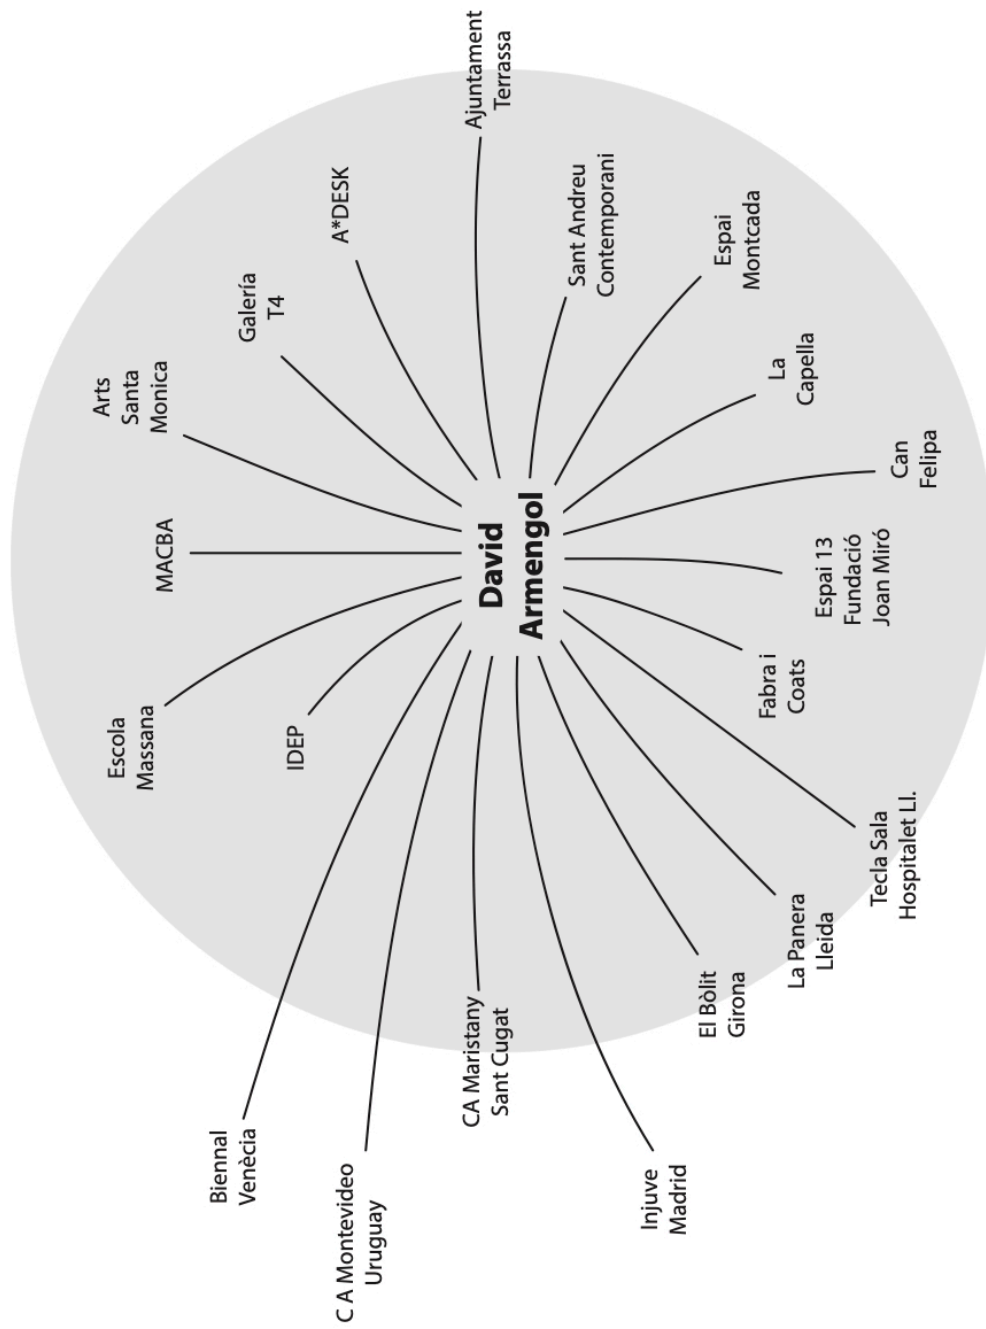 Arts
Santa
Monica
Escola
Massana
MACBA
Biennal
Venècia
Galería
T4
IDEP
A*DESK
C A Montevideo
Uruguay
CA Maristany
Sant Cugat
David
Armengol
Ajuntament
Terrassa
Sant Andreu
Contemporani
Injuve
Madrid
El Bòlit
Girona
Espai
Montcada
Fabra i
Coats
La
Capella
La Panera
Lleida
Espai 13
Fundació
Joan Miró
Tecla Sala
Hospitalet Ll.
Can
Felipa